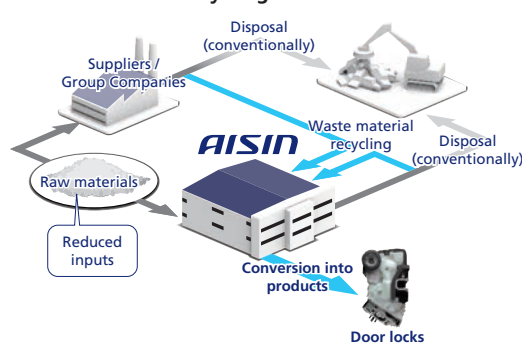 Disposal
(conventionally)
Suppliers /
Group Companies
AISIN
Waste material
recycling
Disposal
(conventionally)
Raw materials
Reduced
inputs
Conversion into
products
Door locks